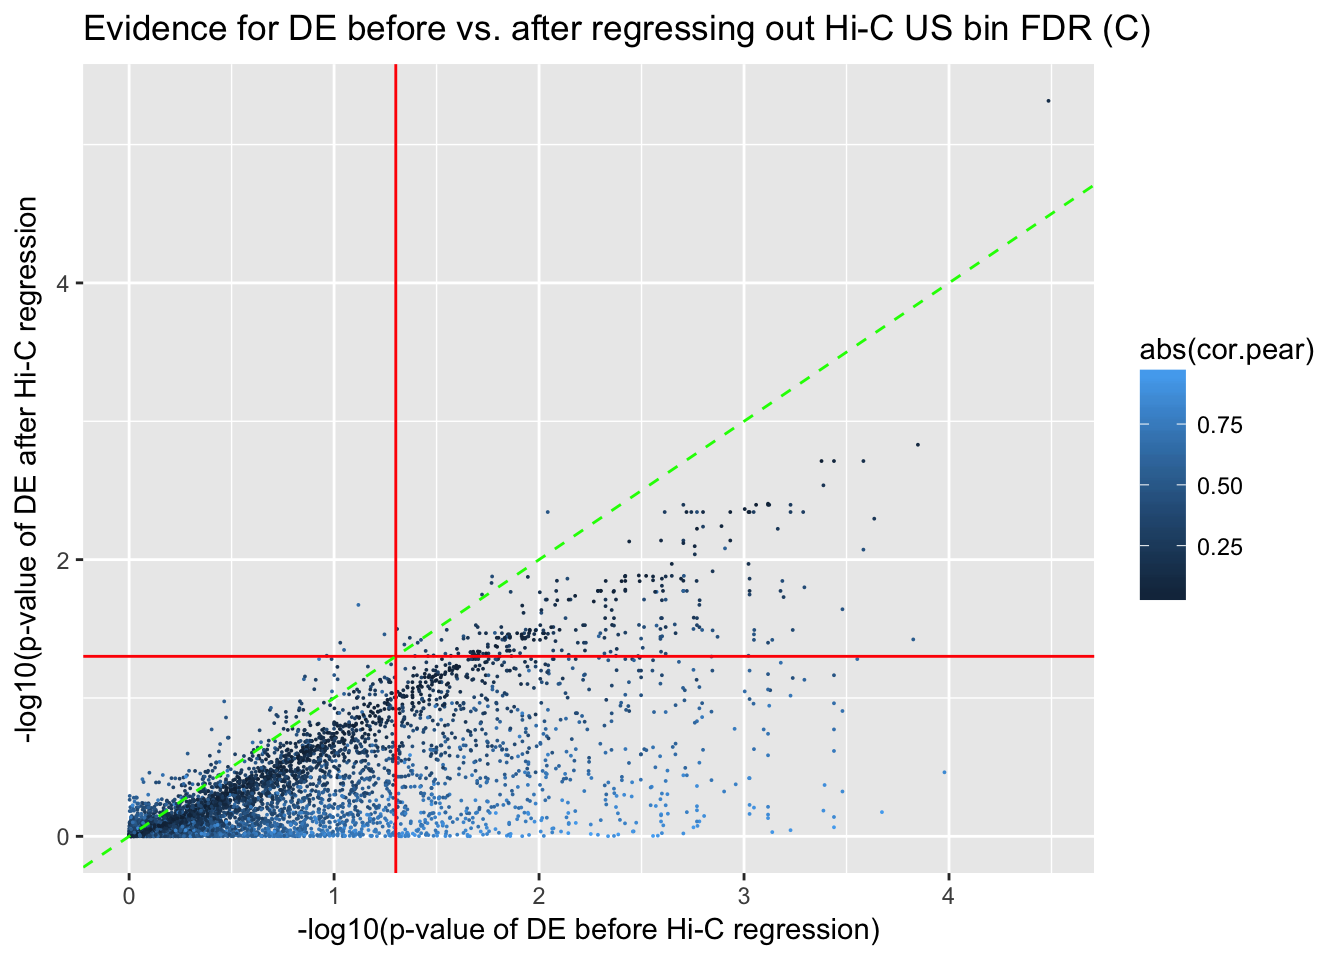 Evidence for DE before vs. after regressing out Hi-C US bin FDR (C)
-log10(p-value of DE after Hi-C regression
4
2
0
0 1 2 3 4
-log10(p-value of DE before Hi-C regression)
abs(cor.pear)
0.75
0.50
0.25